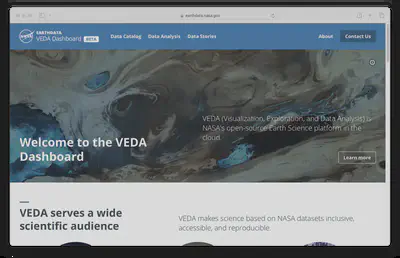 earthdata.nasa.gov
EARTHDATA
VEDA Dashboard BETA
Data Catalog Data Analysis Data Stories About Contact Us
Welcome to the VEDA
Dashboard
VEDA (Visualization, Exploration, and Data Analysis) is
NASA's open-source Earth Science platform in the
cloud.
Learn more
VEDA serves a wide
scientific audience
VEDA makes science based on NASA datasets inclusive,
accessible, and reproducible.